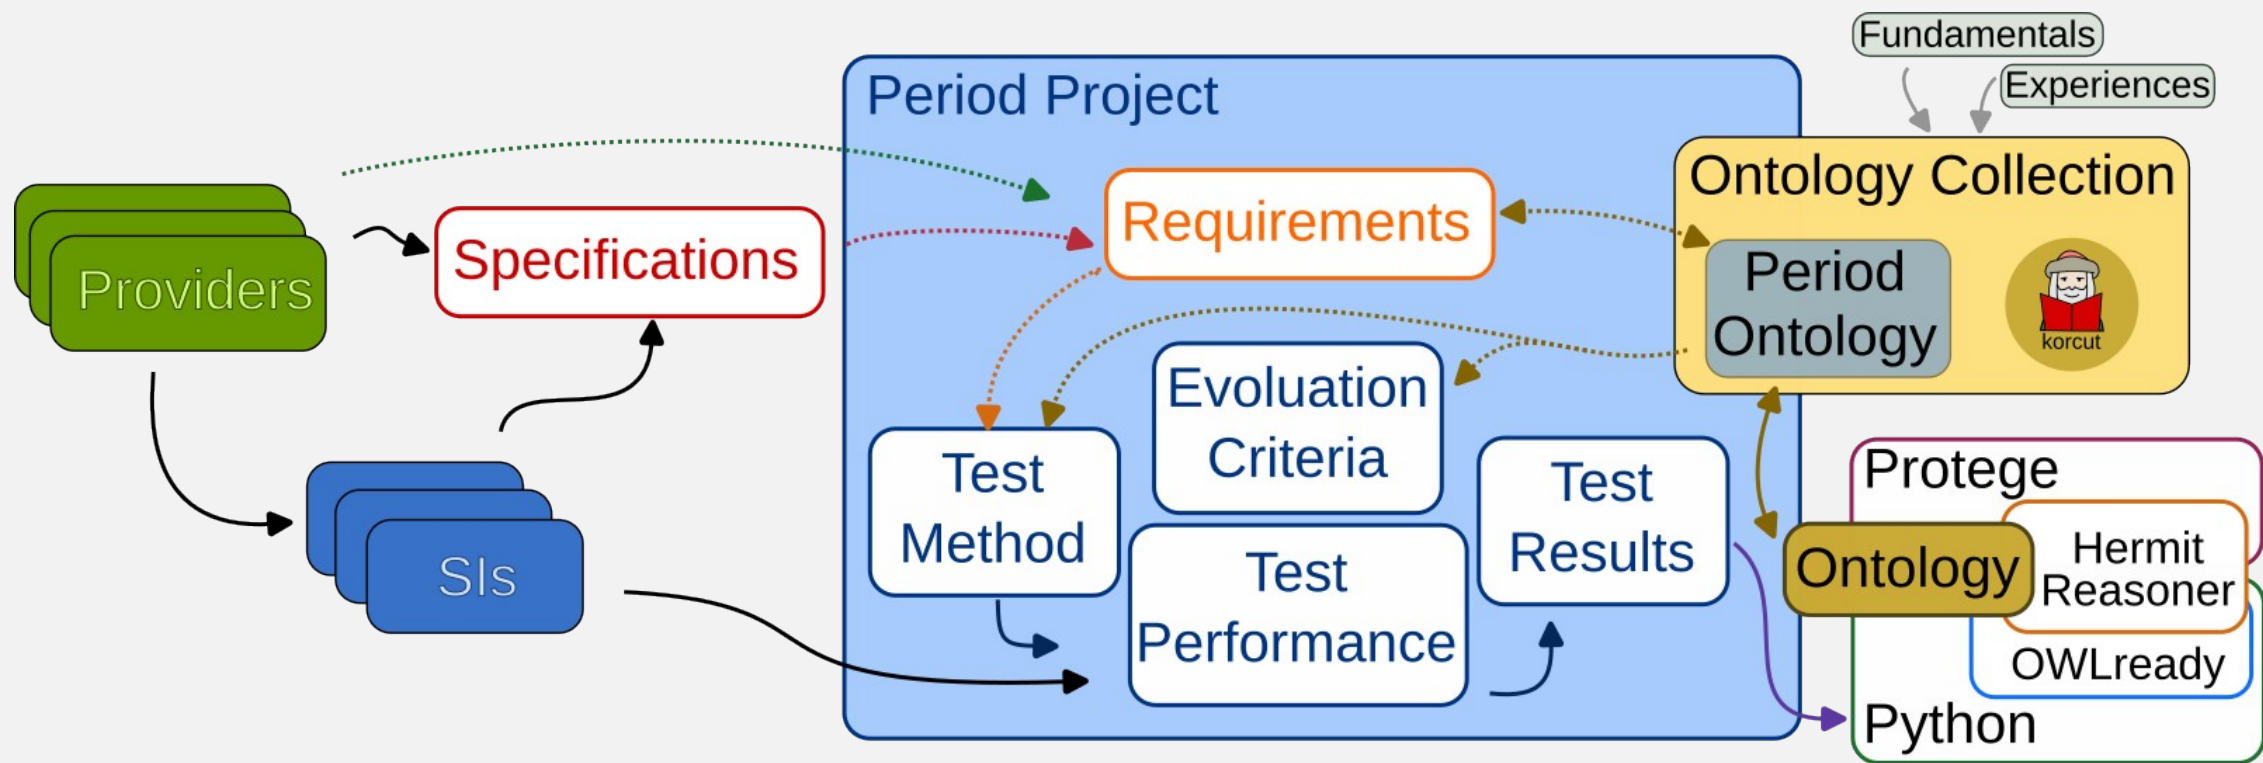 Fundamentals
Experiences
Period Project
Ontology Collection
Requirements
Specifications
Providers
Period
Ontology
korcut
Evoluation
Criteria
Test
Method
Test
Results
Test
Performance
SIs
Protege
Ontology
Hermit
Reasoner
OWLready
Python